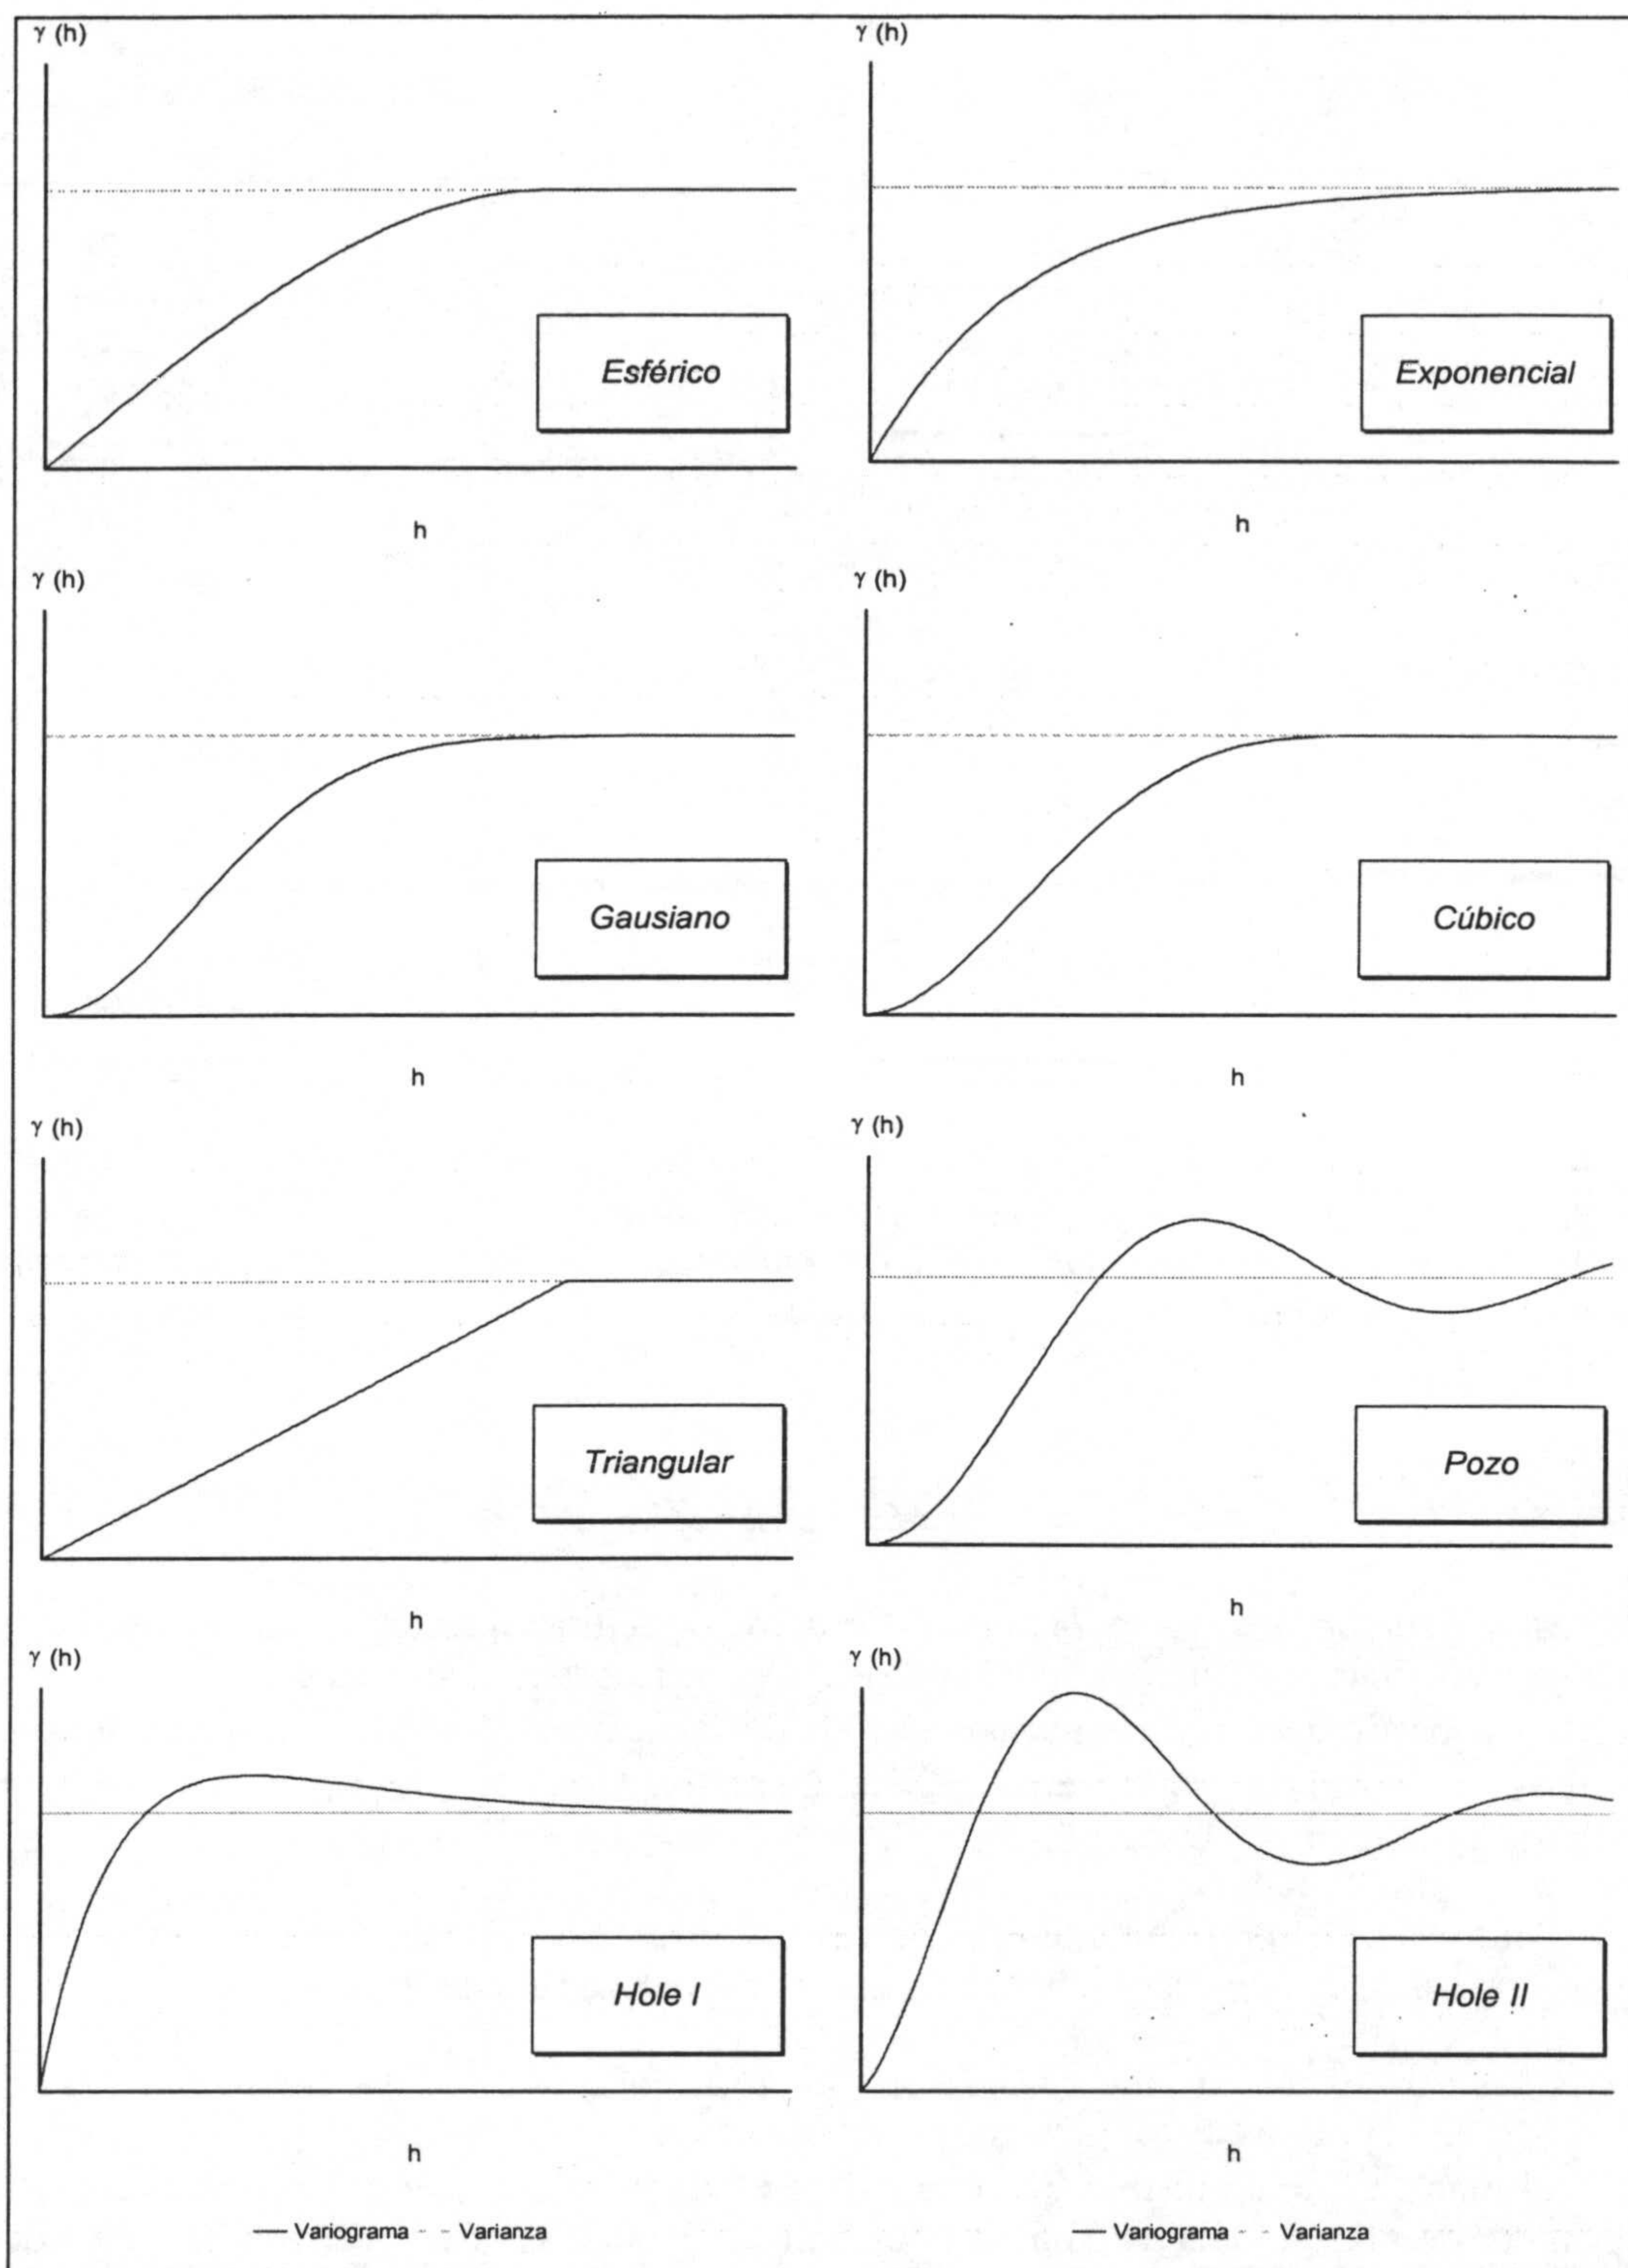 γ (h)
γ (h)
Esférico
Exponencial
h
h
γ (h)
γ (h)
Gausiano
Cúbico
h
h
γ (h)
γ (h)
Triangular
Pozo
h
h
γ (h)
γ (h)
Hole I
Hole II
h
h
Variograma Varianza
Variograma Varianza